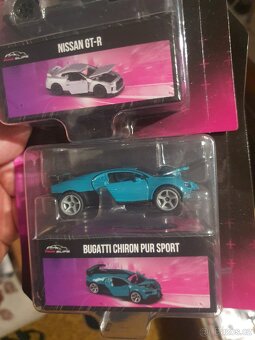 NISSAN GT-R
BUGATTI CHIRON PUR SPORT